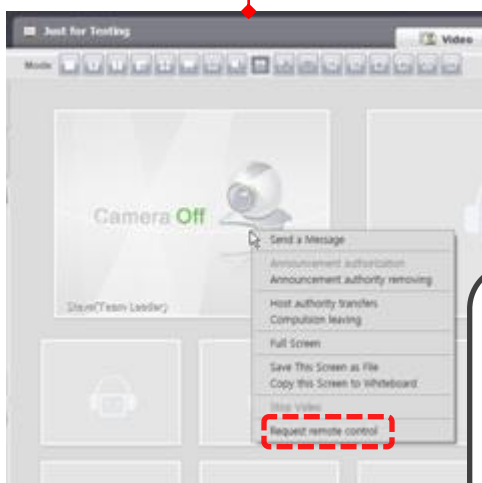 Just for Testing
Video
Mode
Camera Off
Steve(Team Leader)
Send a Message
Announcement authorization
Announcement authority removing
Host authority transfers
Compulsion leaving
Full Screen
Save This Screen as File
Copy this Screen to Whiteboard
Stop Video
Request remote control